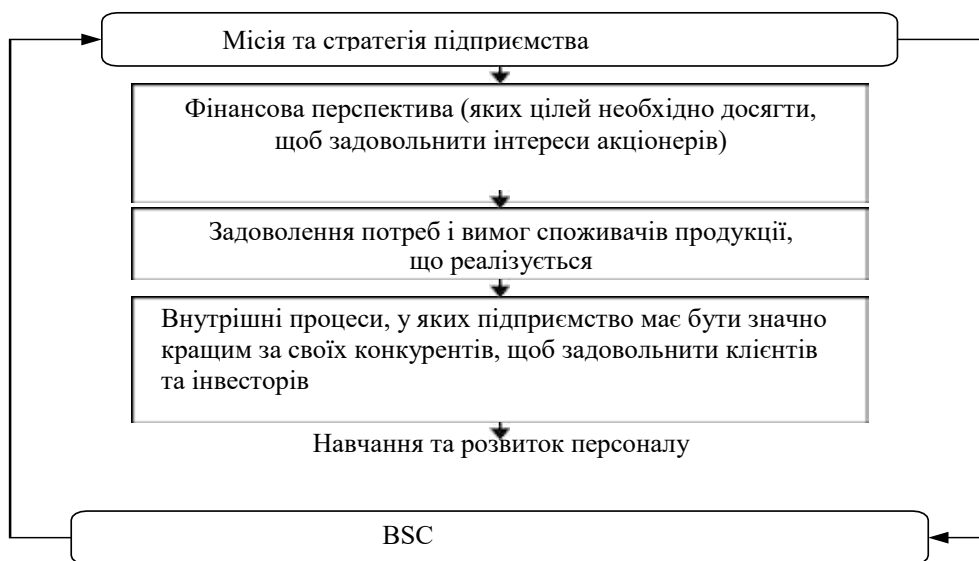 Місія та стратегія підприємства
Фінансова перспектива (яких цілей необхідно досягти,
щоб задовольнити інтереси акціонерів)
Задоволення потреб і вимог споживачів продукції,
що реалізується
Внутрішні процеси, у яких підприємство має бути значно
кращим за своїх конкурентів, щоб задовольнити клієнтів
та інвесторів
Навчання та розвиток персоналу
BSC